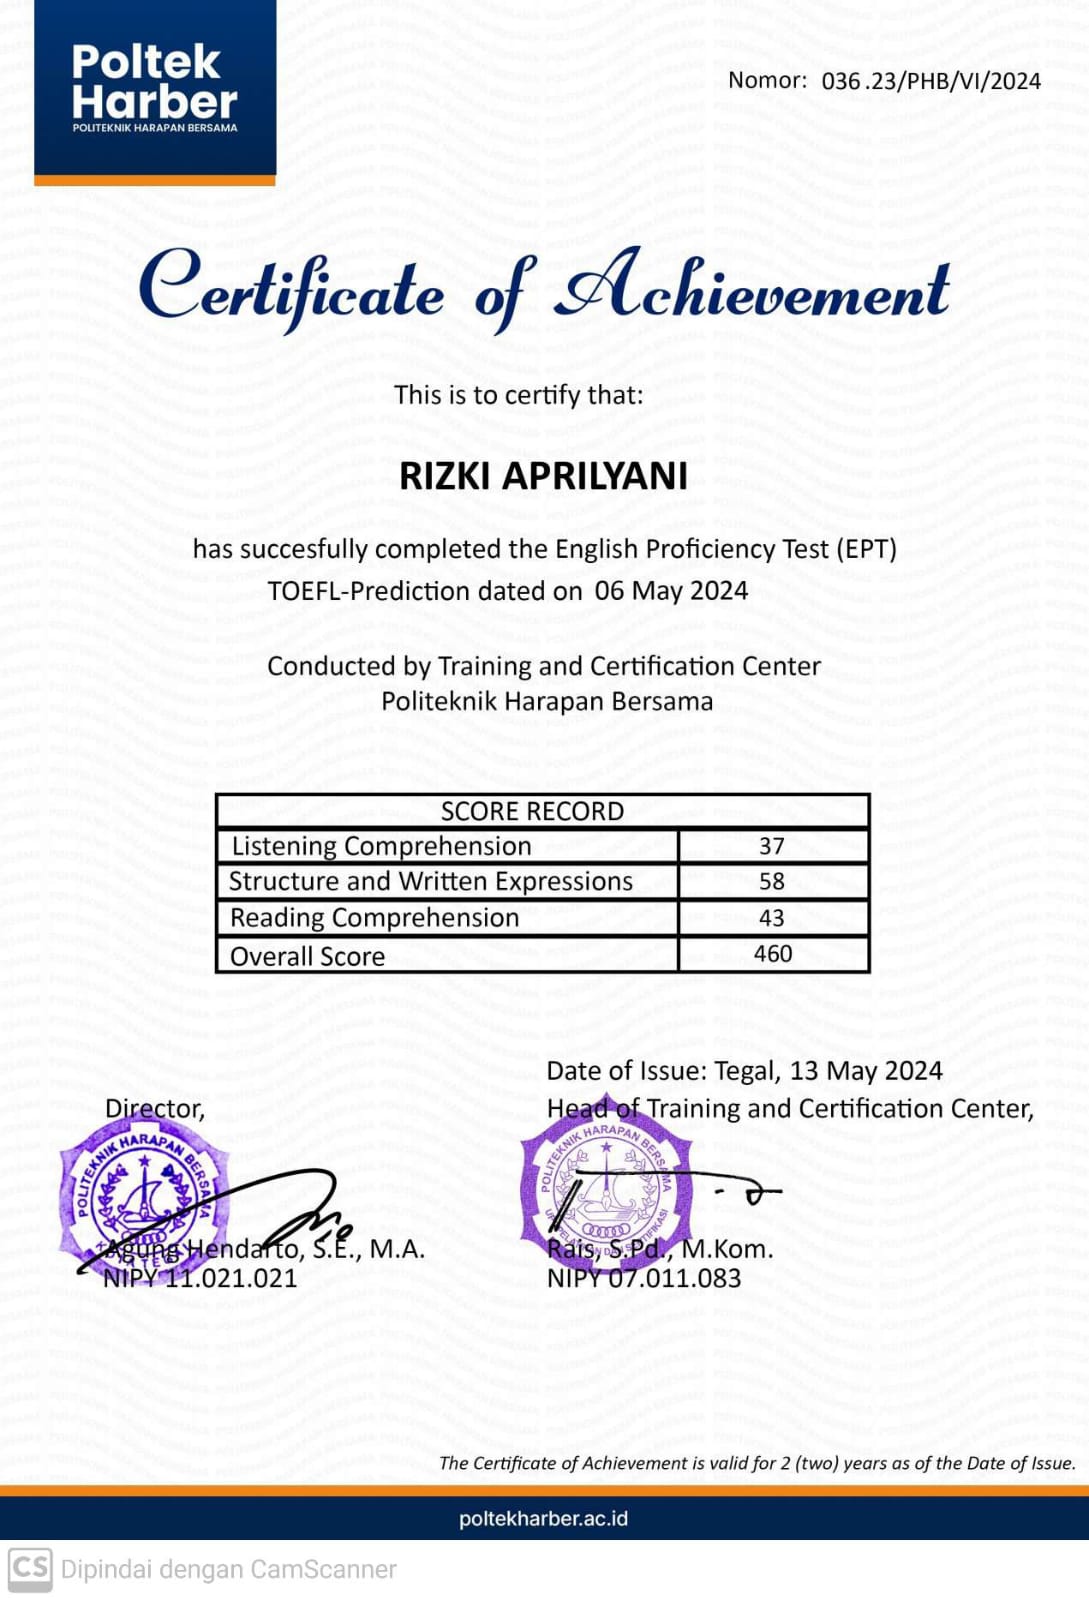 Poltek
Harber
POLITEKNIK HARAPAN BERSAMA
Nomor: 036.23/PHB/VI/2024
Certificate of Achievement
This is to certify that:
RIZKI APRILYANI
has succesfully completed the English Proficiency Test (EPT)
TOEFL-Prediction dated on 06 May 2024
Conducted by Training and Certification Center
Politeknik Harapan Bersama
SCORE RECORD
Listening Comprehension 37
Structure and Written Expressions 58
Reading Comprehension 43
Overall Score 460
Date of Issue: Tegal, 13 May 2024
Director,
Head of Training and Certification Center,
POLITEKNIK HARAPAN BERSAMA
POLITEKNIK HARAPAN BERSAMA
Agung Hendarto, S.E., M.A.
NIPY 11.021.021
Rais, S.Pd., M.Kom.
NIPY 07.011.083
The Certificate of Achievement is valid for 2 (two) years as of the Date of Issue.
poltekharber.ac.id
CS Dipindai dengan CamScanner